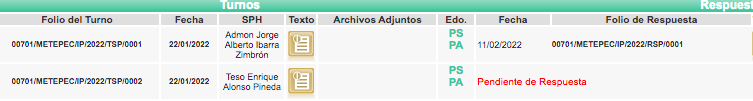 Turnos Respuest
Folio del Turno Fecha SPH Texto Archivos Adjuntos Edo. Fecha Folio de Respuesta
00701/METEPEC/IP/2022/TSP/0001 22/01/2022 Admon Jorge Alberto Ibarra Zimbrón PS PA 11/02/2022 00701/METEPEC/IP/2022/RSP/0001
00701/METEPEC/IP/2022/TSP/0002 22/01/2022 Teso Enrique Alonso Pineda PS PA Pendiente de Respuesta